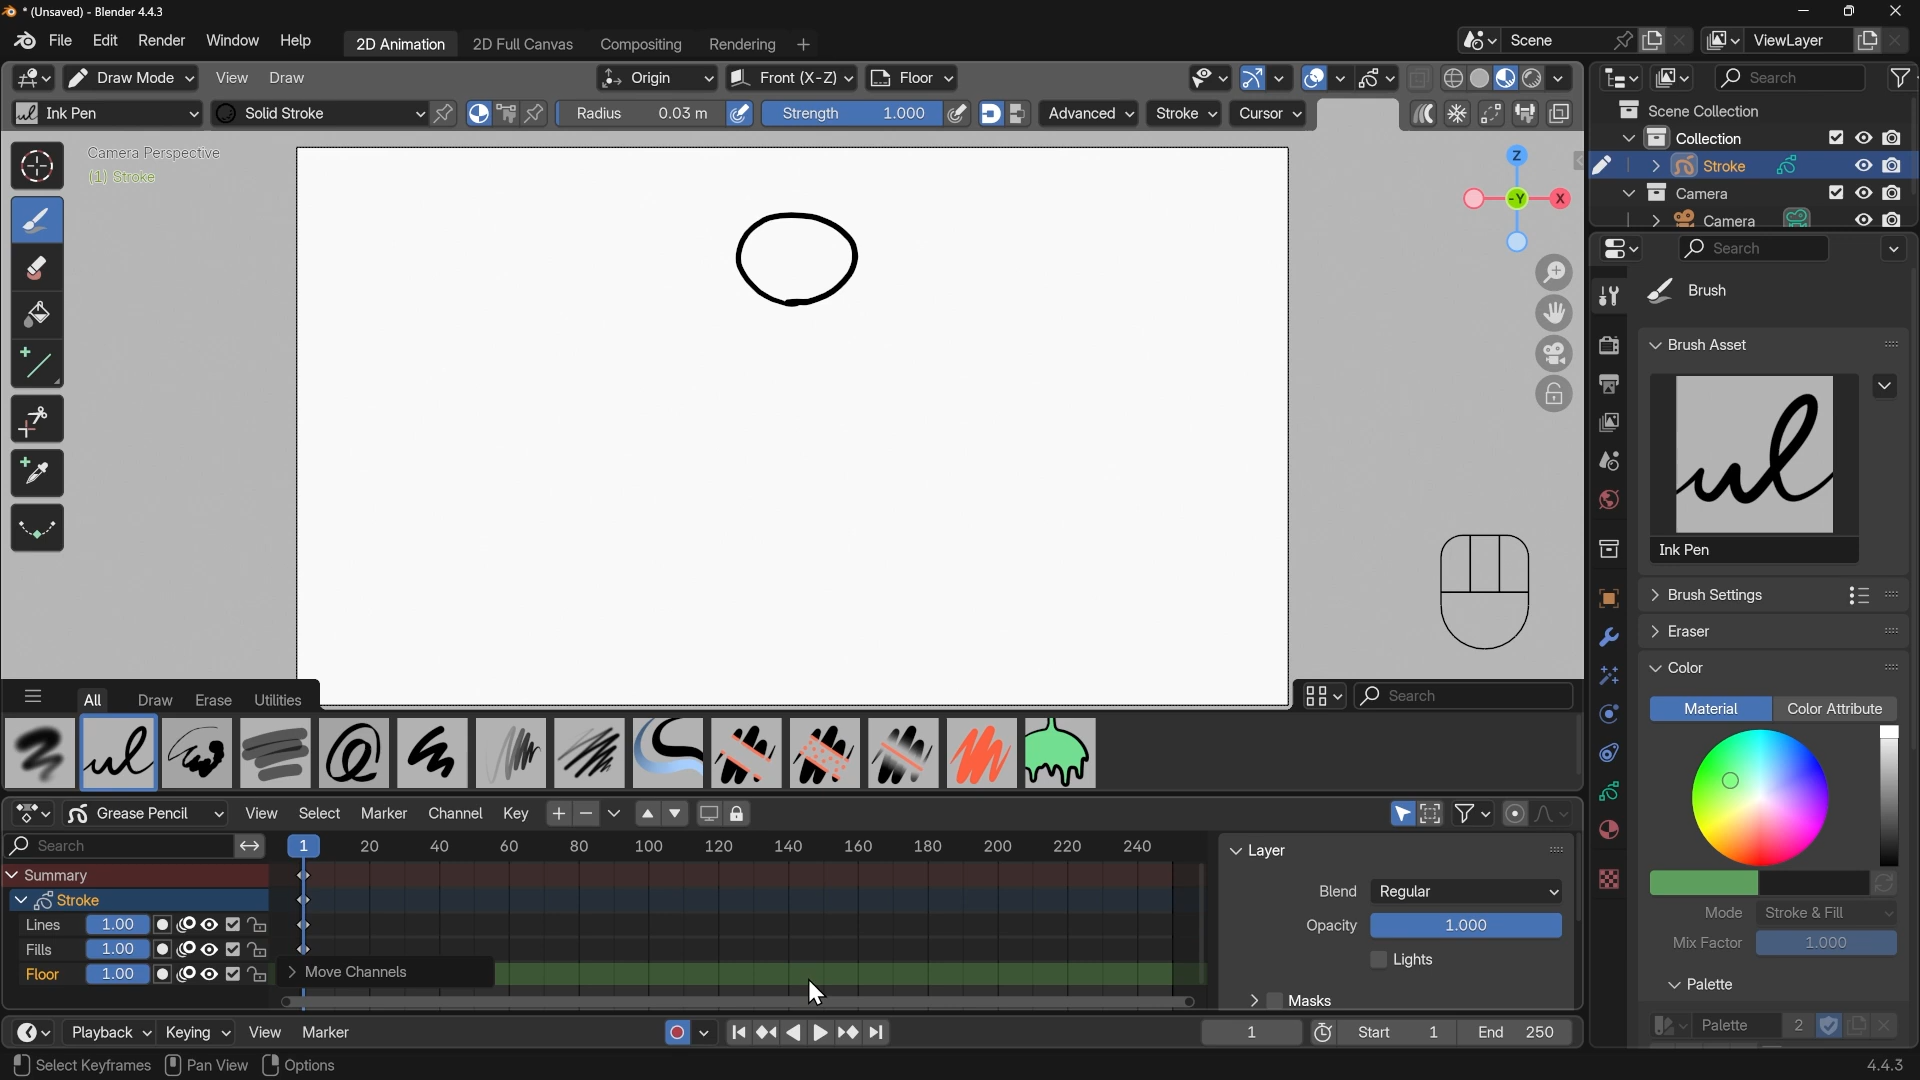 * (Unsaved) - Blender 4.4.3
File Edit Render Window Help 2D Animation 2D Full Canvas Compositing Rendering + Scene ViewLayer
Draw Mode View Draw Origin Front (X-Z) Floor Search
Ink Pen Solid Stroke Radius 0.03 m Strength 1.000 Advanced Stroke Cursor
Scene Collection
Collection
Stroke
Camera
Camera
Camera Perspective
(1) Stroke
Z
-Y
X
Search
Brush
Brush Asset
Ink Pen
Brush Settings
Eraser
Color
Material Color Attribute
Mode Stroke & Fill
Mix Factor 1.000
Palette
Palette 2
All Draw Erase Utilities Search
Grease Pencil View Select Marker Channel Key
Search 1 20 40 60 80 100 120 140 160 180 200 220 240
Summary
Stroke
Lines 1.00
Fills 1.00
Floor 1.00
Move Channels
Layer
Blend Regular
Opacity 1.000
Lights
Masks
Playback Keying View Marker 1 Start 1 End 250
Select Keyframes Pan View Options 4.4.3